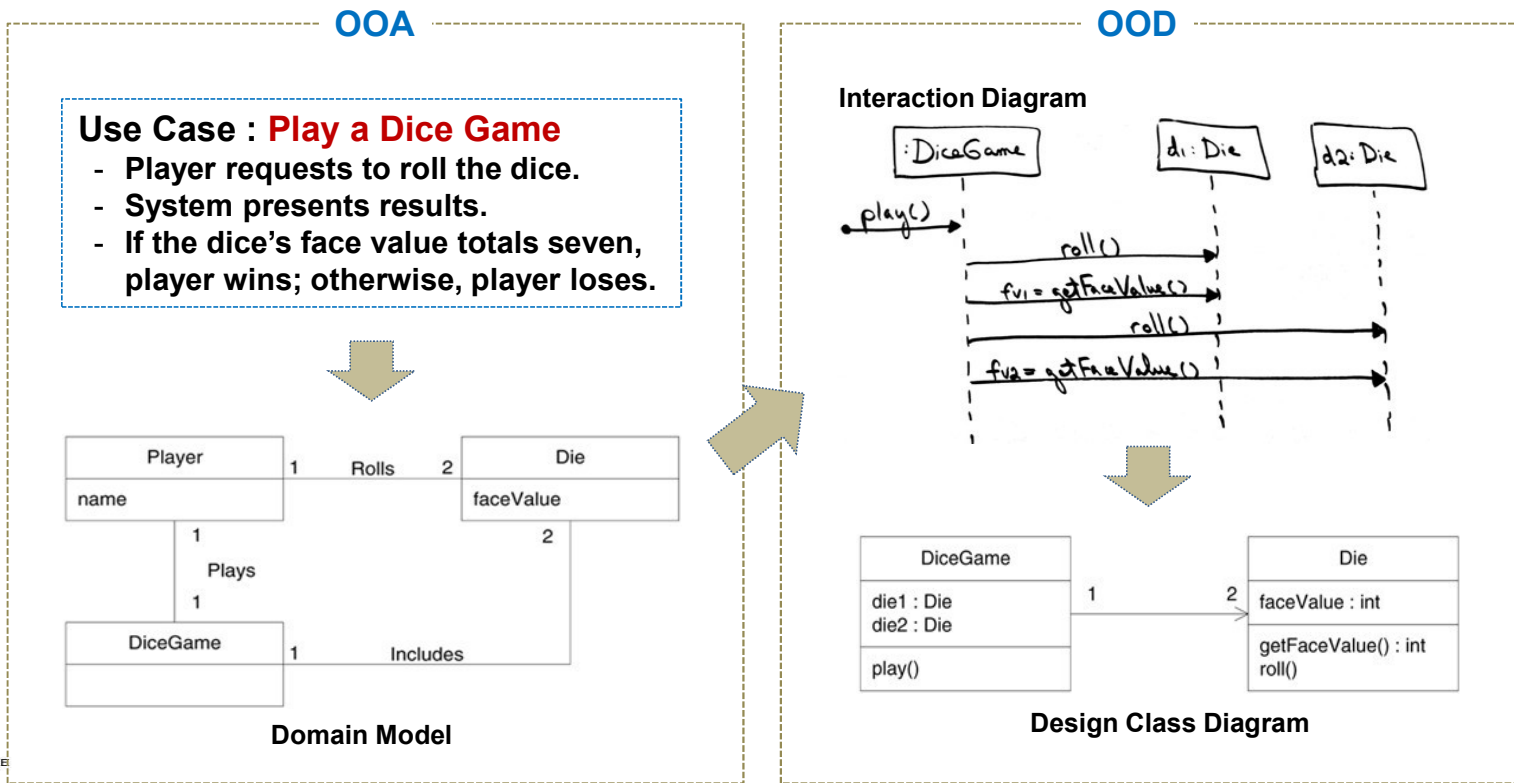 OOA
Use Case : Play a Dice Game
- Player requests to roll the dice.
- System presents results.
- If the dice's face value totals seven,
player wins; otherwise, player loses.
Player
name
1 Rolls 2
Die
faceValue
1
Plays
1
2
DiceGame
1 Includes
Domain Model
OOD
Interaction Diagram
:DiceGame
d1: Die
d2: Die
play()
roll()
fv1 = getFaceValue()
roll()
fv2 = getFaceValue()
DiceGame
die1 : Die
die2 : Die
play()
1 2
Die
faceValue : int
getFaceValue() : int
roll()
Design Class Diagram